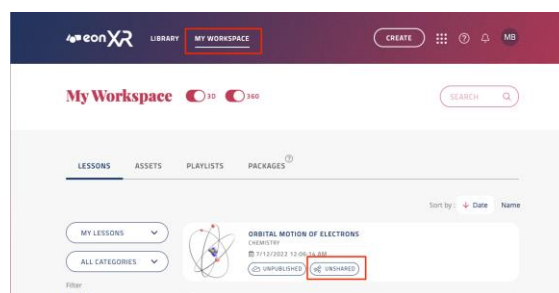 eonXR LIBRARY MY WORKSPACE CREATE MB
My Workspace 3D 360 SEARCH
LESSONS ASSETS PLAYLISTS PACKAGES
Sort by: Date Name
MY LESSONS
ALL CATEGORIES
Filter
ORBITAL MOTION OF ELECTRONS
CHEMISTRY
7/12/2022 12:06:14 AM
UNPUBLISHED UNSHARED